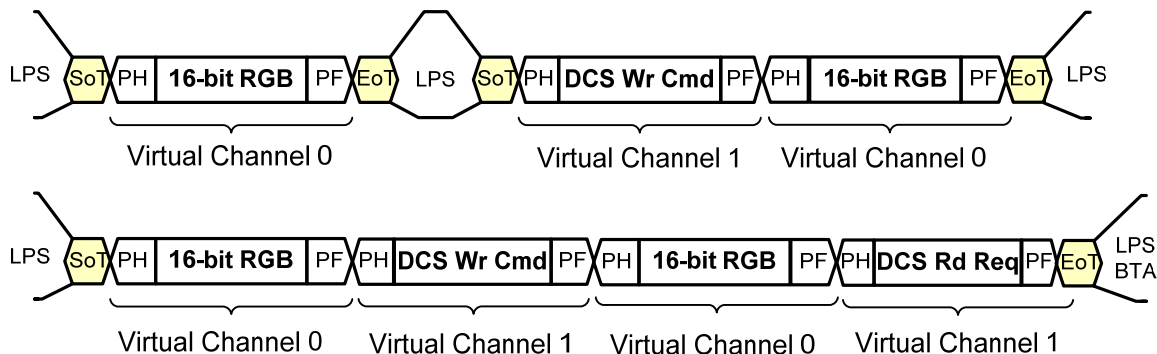 LPS SoT PH 16-bit RGB PF EoT LPS SoT PH DCS Wr Cmd PF PH 16-bit RGB PF EoT LPS
Virtual Channel 0 Virtual Channel 1 Virtual Channel 0
LPS SoT PH 16-bit RGB PF PH DCS Wr Cmd PF PH 16-bit RGB PF PH DCS Rd Req PF EoT LPS
BTA
Virtual Channel 0 Virtual Channel 1 Virtual Channel 0 Virtual Channel 1